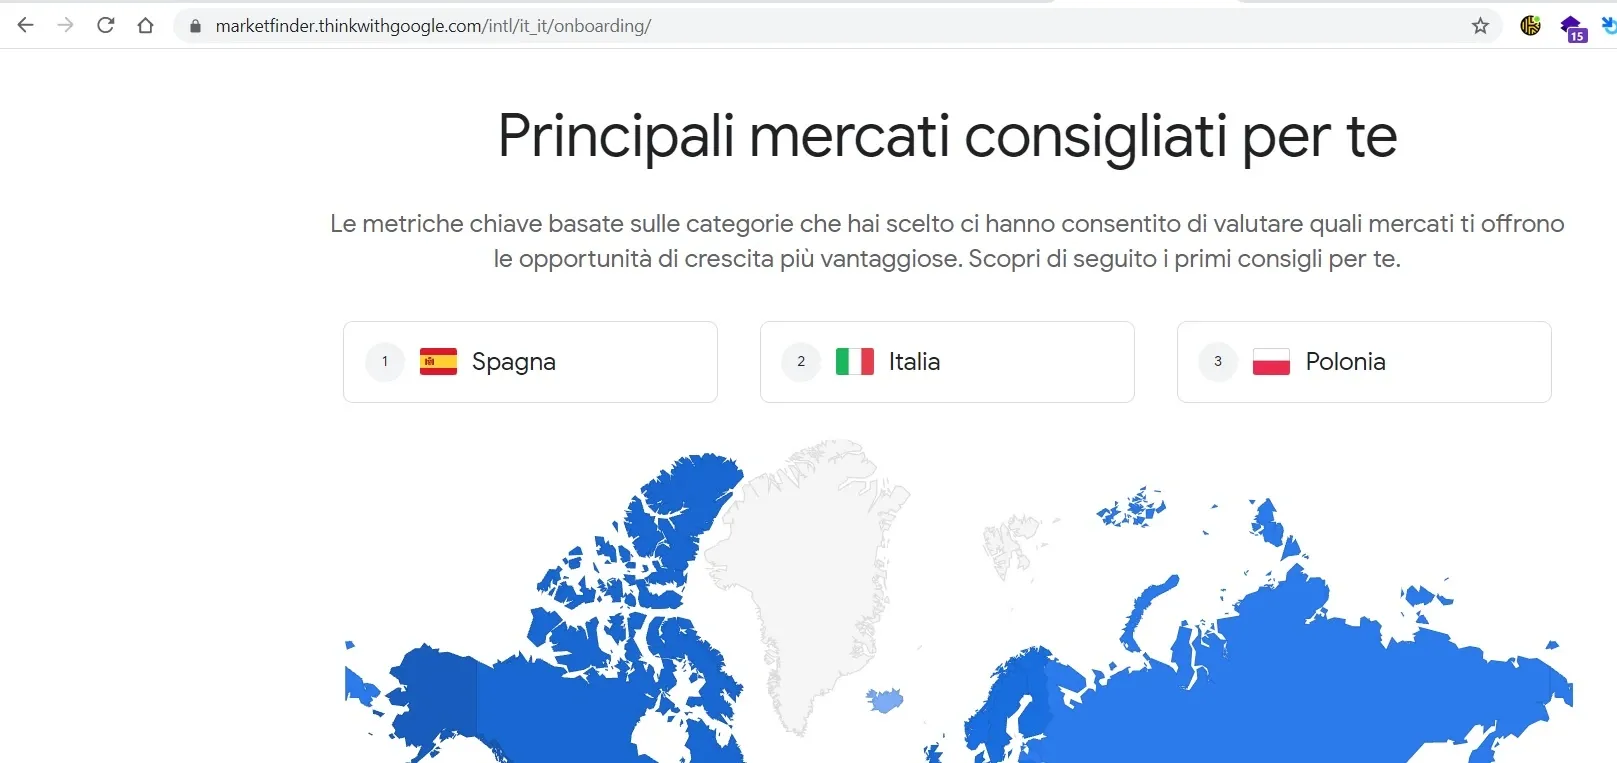 marketfinder.thinkwithgoogle.com/intl/it_it/onboarding/
15
Principali mercati consigliati per te
Le metriche chiave basate sulle categorie che hai scelto ci hanno consentito di valutare quali mercati ti offrono
le opportunità di crescita più vantaggiose. Scopri di seguito i primi consigli per te.
1 Spagna
2 Italia
3 Polonia